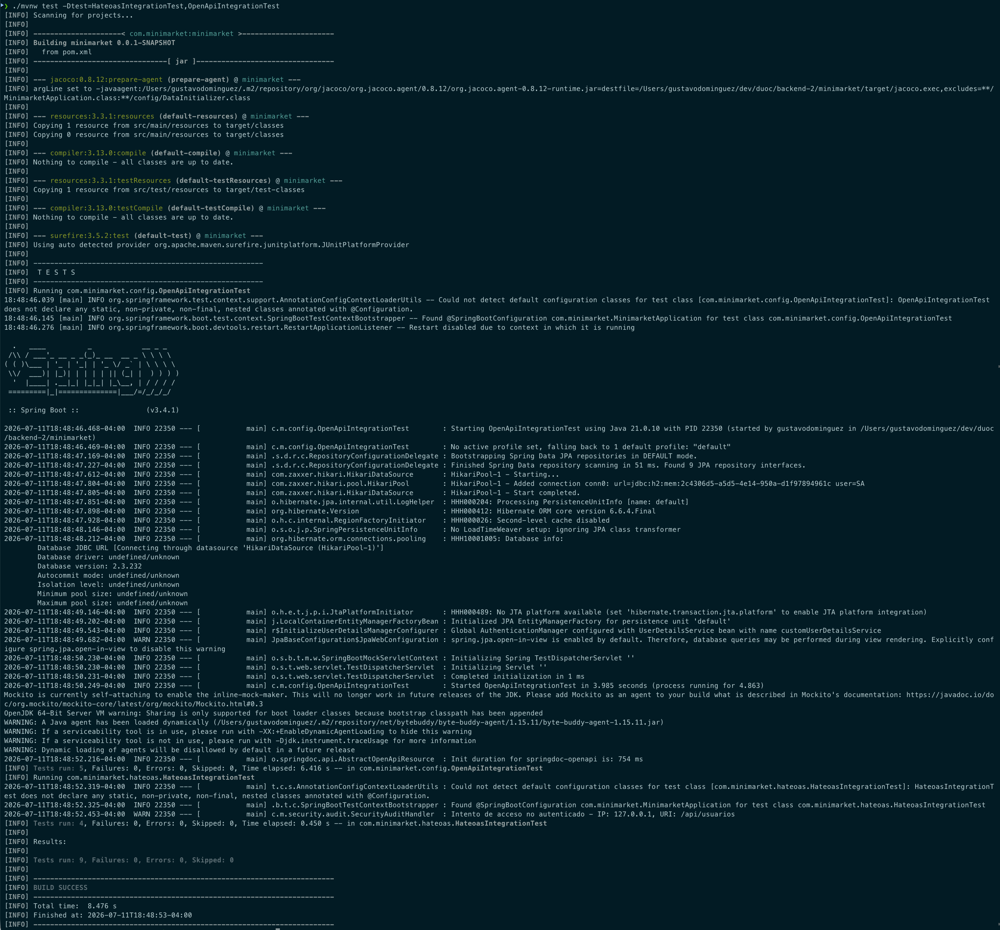 ❯ ./mvnw test -Dtest=HateoasIntegrationTest,OpenApiIntegrationTest
[INFO] Scanning for projects...
[INFO]
[INFO] ---------------------< com.minimarket:minimarket >----------------------
[INFO] Building minimarket 0.0.1-SNAPSHOT
[INFO]   from pom.xml
[INFO] --------------------------------[ jar ]---------------------------------
[INFO]
[INFO] --- jacoco:0.8.12:prepare-agent (prepare-agent) @ minimarket ---
[INFO] argLine set to -javaagent:/Users/gustavodominguez/.m2/repository/org/jacoco/org.jacoco.agent/0.8.12/org.jacoco.agent-0.8.12-runtime.jar=destfile=/Users/gustavodominguez/dev/duoc/backend-2/minimarket/target/jacoco.exec,excludes=**/
MinimarketApplication.class:**/config/DataInitializer.class
[INFO]
[INFO] --- resources:3.3.1:resources (default-resources) @ minimarket ---
[INFO] Copying 1 resource from src/main/resources to target/classes
[INFO] Copying 0 resource from src/main/resources to target/classes
[INFO]
[INFO] --- compiler:3.13.0:compile (default-compile) @ minimarket ---
[INFO] Nothing to compile - all classes are up to date.
[INFO]
[INFO] --- resources:3.3.1:testResources (default-testResources) @ minimarket ---
[INFO] Copying 1 resource from src/test/resources to target/test-classes
[INFO]
[INFO] --- compiler:3.13.0:testCompile (default-testCompile) @ minimarket ---
[INFO] Nothing to compile - all classes are up to date.
[INFO]
[INFO] --- surefire:3.5.2:test (default-test) @ minimarket ---
[INFO] Using auto detected provider org.apache.maven.surefire.junitplatform.JUnitPlatformProvider
[INFO]
[INFO] -------------------------------------------------------
[INFO]  T E S T S
[INFO] -------------------------------------------------------
[INFO] Running com.minimarket.config.OpenApiIntegrationTest
18:48:46.039 [main] INFO org.springframework.test.context.support.AnnotationConfigContextLoaderUtils -- Could not detect default configuration classes for test class [com.minimarket.config.OpenApiIntegrationTest]: OpenApiIntegrationTest
does not declare any static, non-private, non-final, nested classes annotated with @Configuration.
18:48:46.145 [main] INFO org.springframework.boot.test.context.SpringBootTestContextBootstrapper -- Found @SpringBootConfiguration com.minimarket.MinimarketApplication for test class com.minimarket.config.OpenApiIntegrationTest
18:48:46.276 [main] INFO org.springframework.boot.devtools.restart.RestartApplicationListener -- Restart disabled due to context in which it is running

  .   ____          _            __ _ _
 /\\ / ___'_ __ _ _(_)_ __  __ _ \ \ \ \
( ( )\___ | '_ | '_| | '_ \/ _` | \ \ \ \
 \\/  ___)| |_)| | | | | || (_| |  ) ) ) )
  '  |____| .__|_| |_|_| |_\__, | / / / /
 =========|_|==============|___/=/_/_/_/

 :: Spring Boot ::                (v3.4.1)

2026-07-11T18:48:46.468-04:00  INFO 22350 --- [           main] c.m.config.OpenApiIntegrationTest        : Starting OpenApiIntegrationTest using Java 21.0.10 with PID 22350 (started by gustavodominguez in /Users/gustavodominguez/dev/duoc
/backend-2/minimarket)
2026-07-11T18:48:46.469-04:00  INFO 22350 --- [           main] c.m.config.OpenApiIntegrationTest        : No active profile set, falling back to 1 default profile: "default"
2026-07-11T18:48:47.169-04:00  INFO 22350 --- [           main] .s.d.r.c.RepositoryConfigurationDelegate : Bootstrapping Spring Data JPA repositories in DEFAULT mode.
2026-07-11T18:48:47.227-04:00  INFO 22350 --- [           main] .s.d.r.c.RepositoryConfigurationDelegate : Finished Spring Data repository scanning in 51 ms. Found 9 JPA repository interfaces.
2026-07-11T18:48:47.612-04:00  INFO 22350 --- [           main] com.zaxxer.hikari.HikariDataSource       : HikariPool-1 - Starting...
2026-07-11T18:48:47.804-04:00  INFO 22350 --- [           main] com.zaxxer.hikari.pool.HikariPool        : HikariPool-1 - Added connection conn0: url=jdbc:h2:mem:2c4306d5-a5d5-4e14-950a-d1f97894961c user=SA
2026-07-11T18:48:47.805-04:00  INFO 22350 --- [           main] com.zaxxer.hikari.HikariDataSource       : HikariPool-1 - Start completed.
2026-07-11T18:48:47.851-04:00  INFO 22350 --- [           main] o.hibernate.jpa.internal.util.LogHelper  : HHH000204: Processing PersistenceUnitInfo [name: default]
2026-07-11T18:48:47.898-04:00  INFO 22350 --- [           main] org.hibernate.Version                    : HHH000412: Hibernate ORM core version 6.6.4.Final
2026-07-11T18:48:47.928-04:00  INFO 22350 --- [           main] o.h.c.internal.RegionFactoryInitiator    : HHH000026: Second-level cache disabled
2026-07-11T18:48:48.146-04:00  INFO 22350 --- [           main] o.s.o.j.p.SpringPersistenceUnitInfo      : No LoadTimeWeaver setup: ignoring JPA class transformer
2026-07-11T18:48:48.212-04:00  INFO 22350 --- [           main] org.hibernate.orm.connections.pooling    : HHH10001005: Database info:
        Database JDBC URL [Connecting through datasource 'HikariDataSource (HikariPool-1)']
        Database driver: undefined/unknown
        Database version: 2.3.232
        Autocommit mode: undefined/unknown
        Isolation level: undefined/unknown
        Minimum pool size: undefined/unknown
        Maximum pool size: undefined/unknown
2026-07-11T18:48:49.146-04:00  INFO 22350 --- [           main] o.h.e.t.j.p.i.JtaPlatformInitiator       : HHH000489: No JTA platform available (set 'hibernate.transaction.jta.platform' to enable JTA platform integration)
2026-07-11T18:48:49.202-04:00  INFO 22350 --- [           main] j.LocalContainerEntityManagerFactoryBean : Initialized JPA EntityManagerFactory for persistence unit 'default'
2026-07-11T18:48:49.543-04:00  INFO 22350 --- [           main] r$InitializeUserDetailsManagerConfigurer : Global AuthenticationManager configured with UserDetailsService bean with name customUserDetailsService
2026-07-11T18:48:49.682-04:00  WARN 22350 --- [           main] JpaBaseConfiguration$JpaWebConfiguration : spring.jpa.open-in-view is enabled by default. Therefore, database queries may be performed during view rendering. Explicitly conf
igure spring.jpa.open-in-view to disable this warning
2026-07-11T18:48:50.230-04:00  INFO 22350 --- [           main] o.s.b.t.m.w.SpringBootMockServletContext : Initializing Spring TestDispatcherServlet ''
2026-07-11T18:48:50.230-04:00  INFO 22350 --- [           main] o.s.t.web.servlet.TestDispatcherServlet  : Initializing Servlet ''
2026-07-11T18:48:50.231-04:00  INFO 22350 --- [           main] o.s.t.web.servlet.TestDispatcherServlet  : Completed initialization in 1 ms
2026-07-11T18:48:50.249-04:00  INFO 22350 --- [           main] c.m.config.OpenApiIntegrationTest        : Started OpenApiIntegrationTest in 3.985 seconds (process running for 4.863)
Mockito is currently self-attaching to enable the inline-mock-maker. This will no longer work in future releases of the JDK. Please add Mockito as an agent to your build what is described in Mockito's documentation: https://javadoc.io/do
c/org.mockito/mockito-core/latest/org/mockito/Mockito.html#0.3
OpenJDK 64-Bit Server VM warning: Sharing is only supported for boot loader classes because bootstrap classpath has been appended
WARNING: A Java agent has been loaded dynamically (/Users/gustavodominguez/.m2/repository/net/bytebuddy/byte-buddy-agent/1.15.11/byte-buddy-agent-1.15.11.jar)
WARNING: If a serviceability tool is in use, please run with -XX:+EnableDynamicAgentLoading to hide this warning
WARNING: If a serviceability tool is not in use, please run with -Djdk.instrument.traceUsage for more information
WARNING: Dynamic loading of agents will be disallowed by default in a future release
2026-07-11T18:48:52.216-04:00  INFO 22350 --- [           main] o.springdoc.api.AbstractOpenApiResource  : Init duration for springdoc-openapi is: 754 ms
[INFO] Tests run: 5, Failures: 0, Errors: 0, Skipped: 0, Time elapsed: 6.416 s -- in com.minimarket.config.OpenApiIntegrationTest
[INFO] Running com.minimarket.hateoas.HateoasIntegrationTest
2026-07-11T18:48:52.319-04:00  INFO 22350 --- [           main] t.c.s.AnnotationConfigContextLoaderUtils : Could not detect default configuration classes for test class [com.minimarket.hateoas.HateoasIntegrationTest]: HateoasIntegrationT
est does not declare any static, non-private, non-final, nested classes annotated with @Configuration.
2026-07-11T18:48:52.325-04:00  INFO 22350 --- [           main] .b.t.c.SpringBootTestContextBootstrapper : Found @SpringBootConfiguration com.minimarket.MinimarketApplication for test class com.minimarket.hateoas.HateoasIntegrationTest
2026-07-11T18:48:52.453-04:00  WARN 22350 --- [           main] c.m.security.audit.SecurityAuditHandler  : Intento de acceso no autenticado - IP: 127.0.0.1, URI: /api/usuarios
[INFO] Tests run: 4, Failures: 0, Errors: 0, Skipped: 0, Time elapsed: 0.450 s -- in com.minimarket.hateoas.HateoasIntegrationTest
[INFO]
[INFO] Results:
[INFO]
[INFO] Tests run: 9, Failures: 0, Errors: 0, Skipped: 0
[INFO]
[INFO] ------------------------------------------------------------------------
[INFO] BUILD SUCCESS
[INFO] ------------------------------------------------------------------------
[INFO] Total time:  8.476 s
[INFO] Finished at: 2026-07-11T18:48:53-04:00
[INFO] ------------------------------------------------------------------------